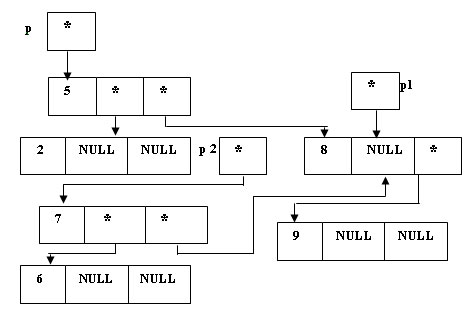 p *
5 * *
* p1
2 NULL NULL
p 2 *
8 NULL *
7 * *
9 NULL NULL
6 NULL NULL